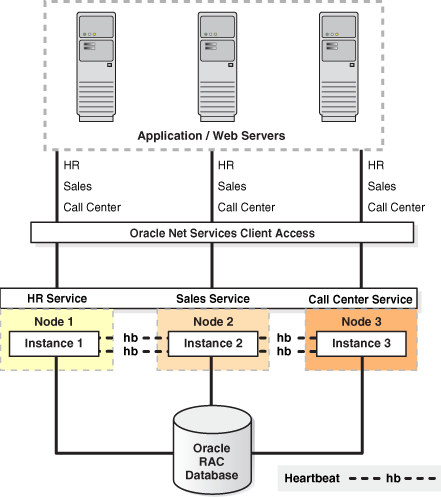 Application / Web Servers
HR HR HR
Sales Sales Sales
Call Center Call Center Call Center
Oracle Net Services Client Access
HR Service Sales Service Call Center Service
Node 1 Node 2 Node 3
Instance 1 hb Instance 2 hb Instance 3
hb hb
Oracle
RAC
Database
Heartbeat hb